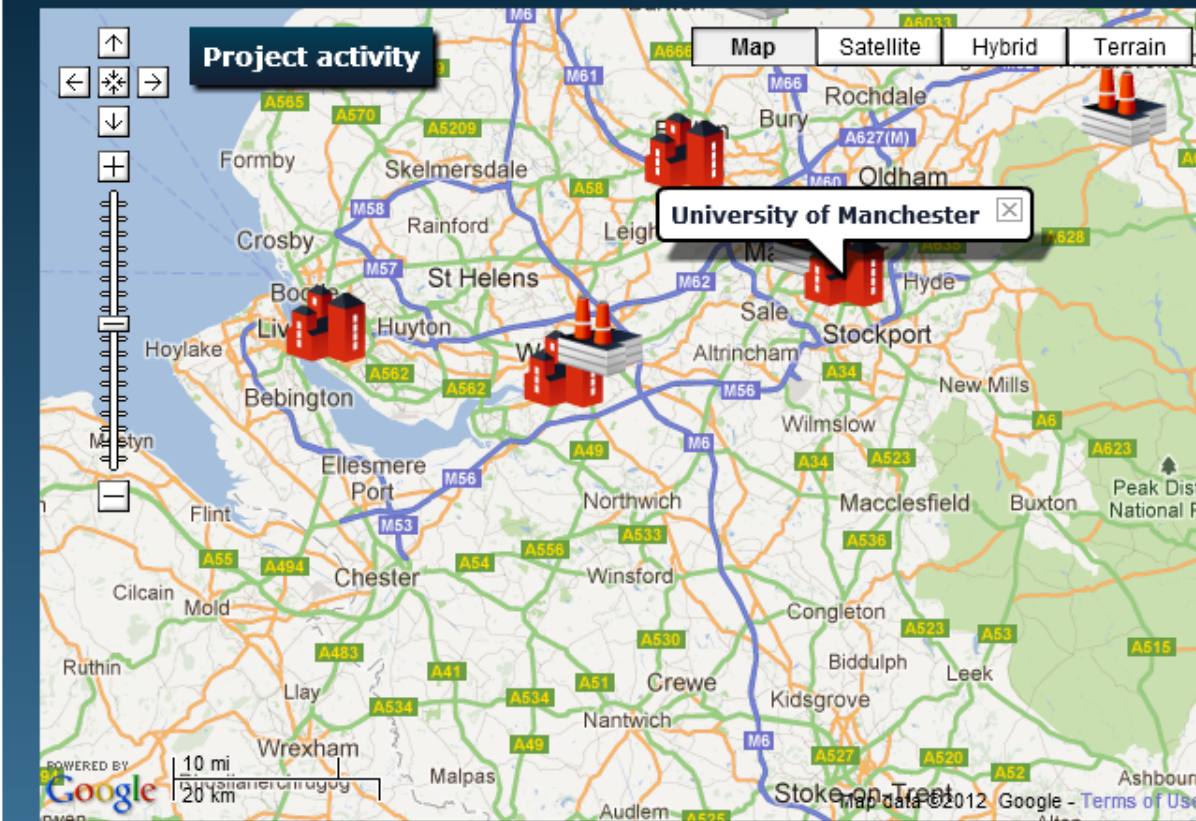 M6
A6033
Project activity
Map
Satellite
Hybrid
Terrain
A666
M61
M66
Rochdale
A565
A570
Bury
A5209
A627(M)
Formby
Skelmersdale
A58
M60
Oldham
M58
University of Manchester
Rainford
Crosby
Leigh
A635
A628
M57
St Helens
M62
Hyde
Sale
Huyton
Stockport
Hoylake
Altrincham
A562
A34
A562
M56
New Mills
Bebington
Wilmslow
A6
M6
A49
A623
A34
A523
Ellesmere
Port
M56
Peak Dist
National P
Northwich
Macclesfield
Buxton
Flint
M53
A533
A536
A556
A55
A494
A54
Chester
Winsford
Cilcain
Mold
Congleton
A523
A53
A530
A515
A483
Biddulph
Ruthin
A41
Leek
Llay
A51
Crewe
A534
A534
Kidsgrove
Nantwich
A49
M6
Wrexham
A527
A520
POWERED BY
Google
10 mi
20 km
Malpas
A52
Ashbourn
Stoke-on-Trent
Map data ©2012 Google - Terms of Use
Audlem
A525